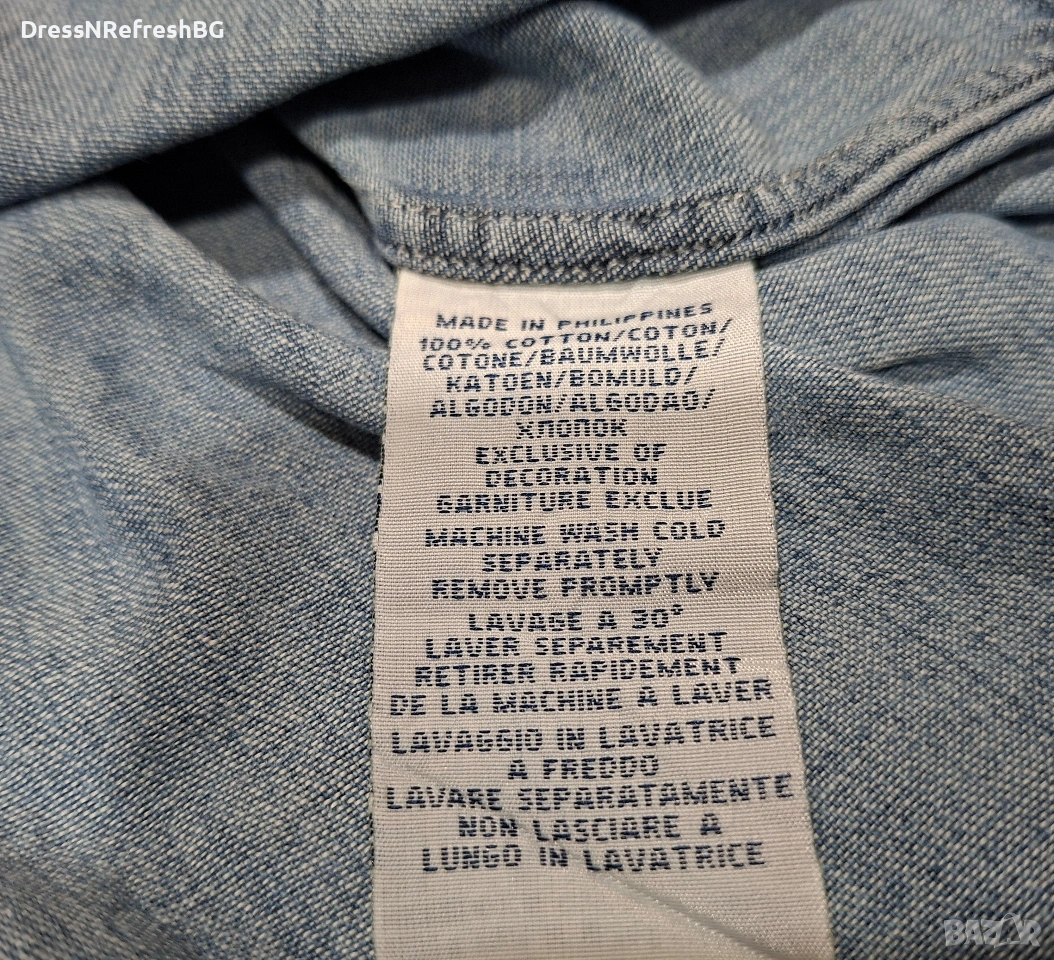 DressNRefreshBG
MADE IN PHILIPPINES
100% COTTON/COTON/
COTONE/BAUMWOLLE/
KATOEN/BOMULD/
ALGODON/ALGODAO/
ХЛОПОК
EXCLUSIVE OF
DECORATION
GARNITURE EXCLUE
MACHINE WASH COLD
SEPARATELY
REMOVE PROMPTLY
LAVAGE A 30°
LAVER SEPAREMENT
RETIRER RAPIDEMENT
DE LA MACHINE A LAVER
LAVAGGIO IN LAVATRICE
A FREDDO
LAVARE SEPARATAMENTE
NON LASCIARE A
LUNGO IN LAVATRICE
BAZAR